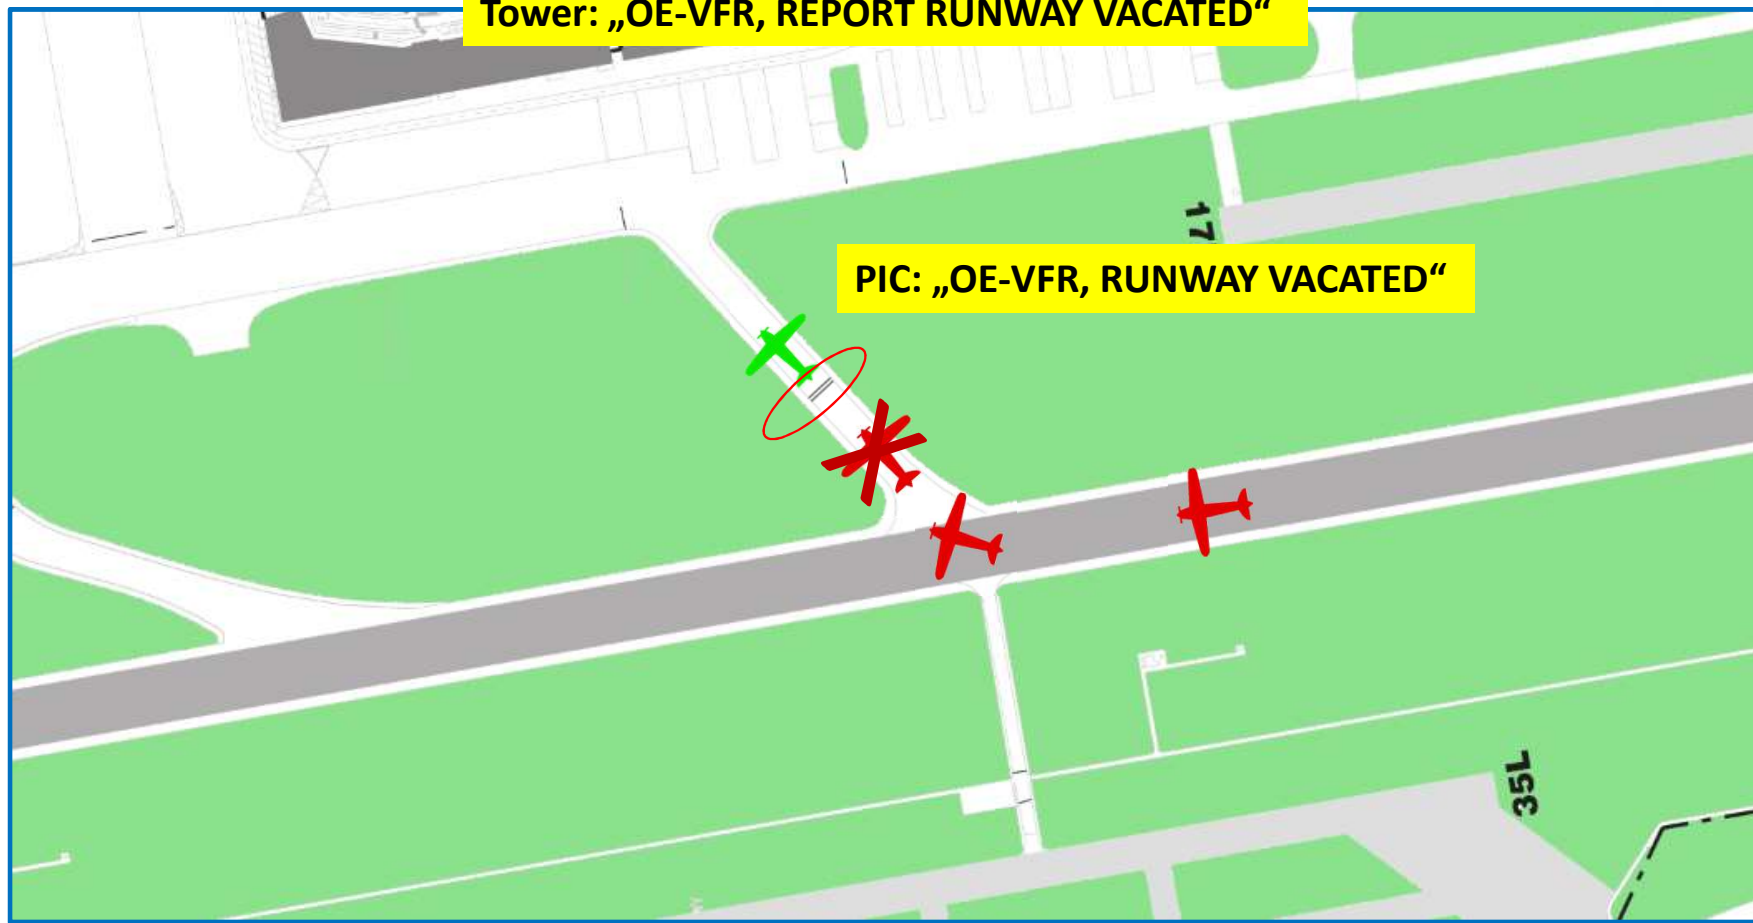 Tower: „OE-VFR, REPORT RUNWAY VACATED“
17
PIC: „OE-VFR, RUNWAY VACATED“
35L